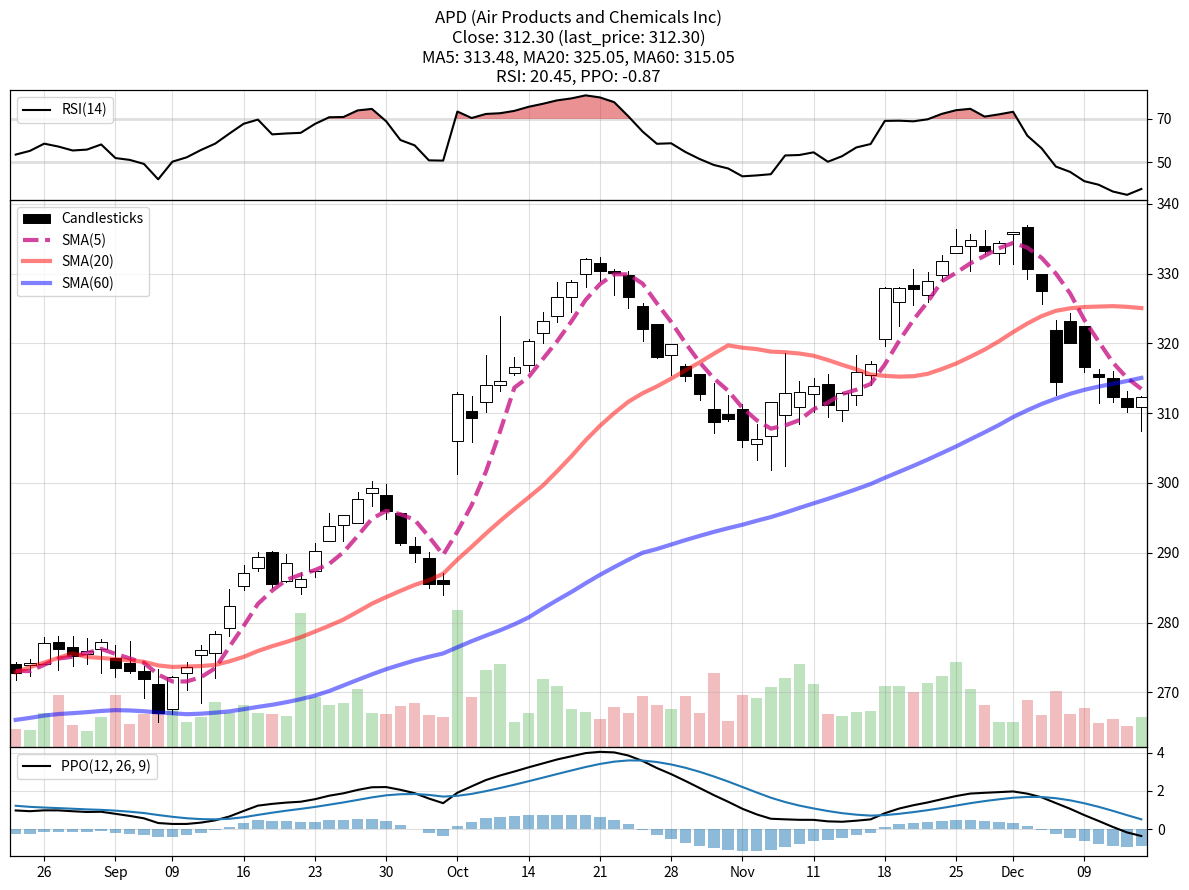 APD (Air Products and Chemicals Inc)
Close: 312.30 (last_price: 312.30)
MA5: 313.48, MA20: 325.05, MA60: 315.05
RSI: 20.45, PPO: -0.87
RSI(14)
70
50
Candlesticks
SMA(5)
SMA(20)
SMA(60)
340
330
320
310
300
290
280
270
PPO(12, 26, 9)
4
2
0
26 Sep 09 16 23 30 Oct 14 21 28 Nov 11 18 25 Dec 09